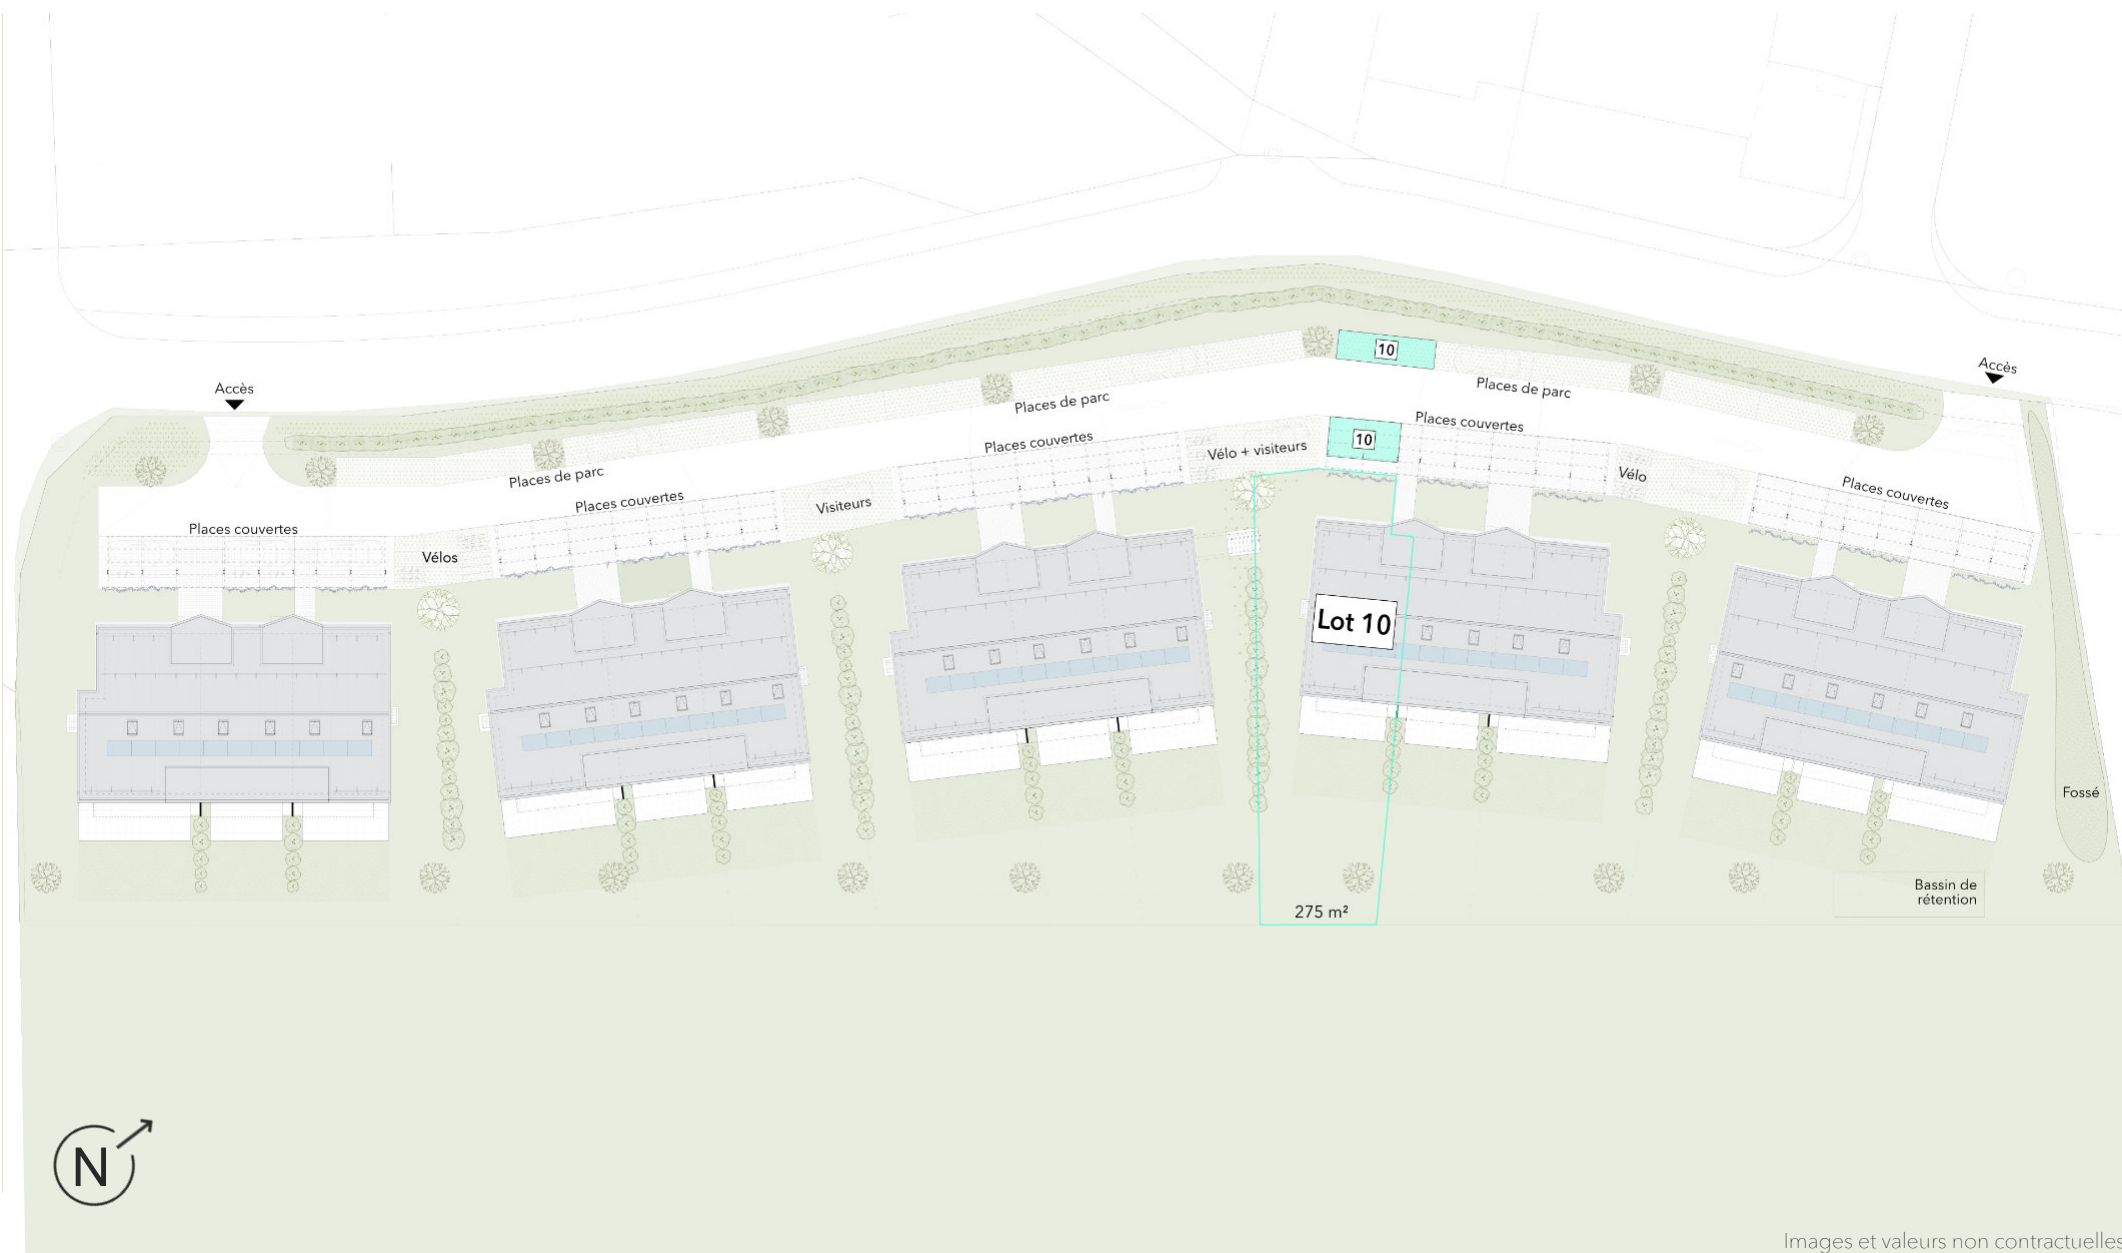 10
Accès
Accès
Places de parc
Places de parc
Places couvertes
10
Places couvertes
Vélo + visiteurs
Places de parc
Vélo
Places couvertes
Places couvertes
Visiteurs
Places couvertes
Vélos
Lot 10
Fossé
Bassin de
rétention
275 m²
N
Images et valeurs non contractuelles